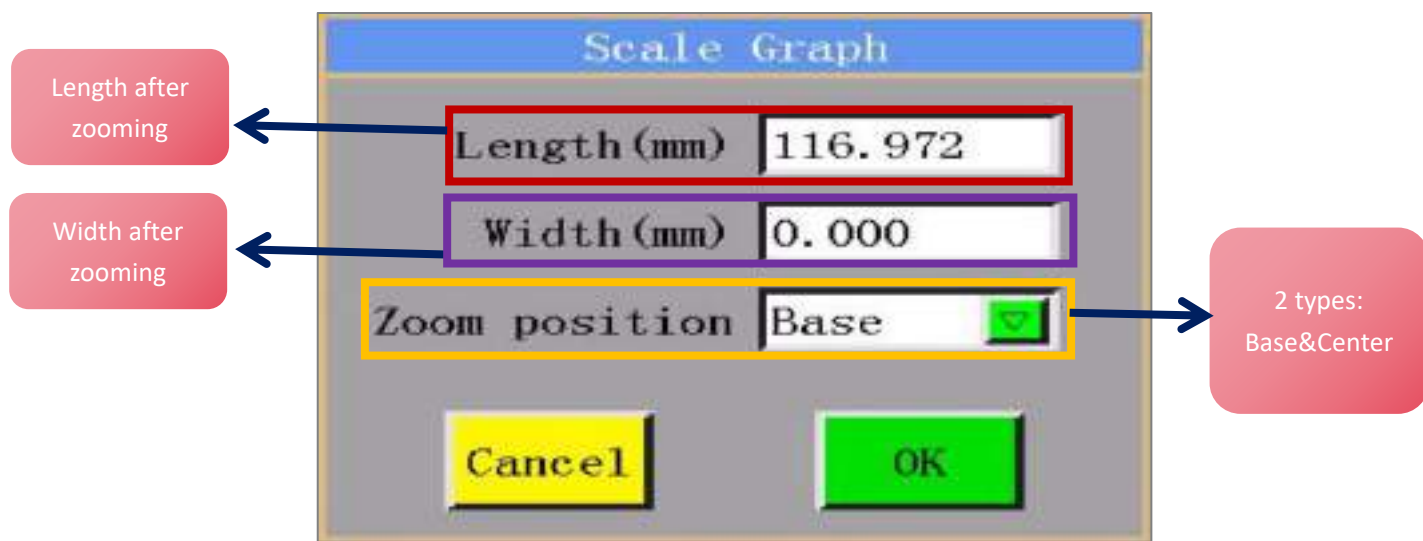 Scale Graph
Length after
zooming
Length(mm) 116.972
Width after
zooming
Width(mm) 0.000
Zoom position Base
2 types:
Base&Center
Cancel OK